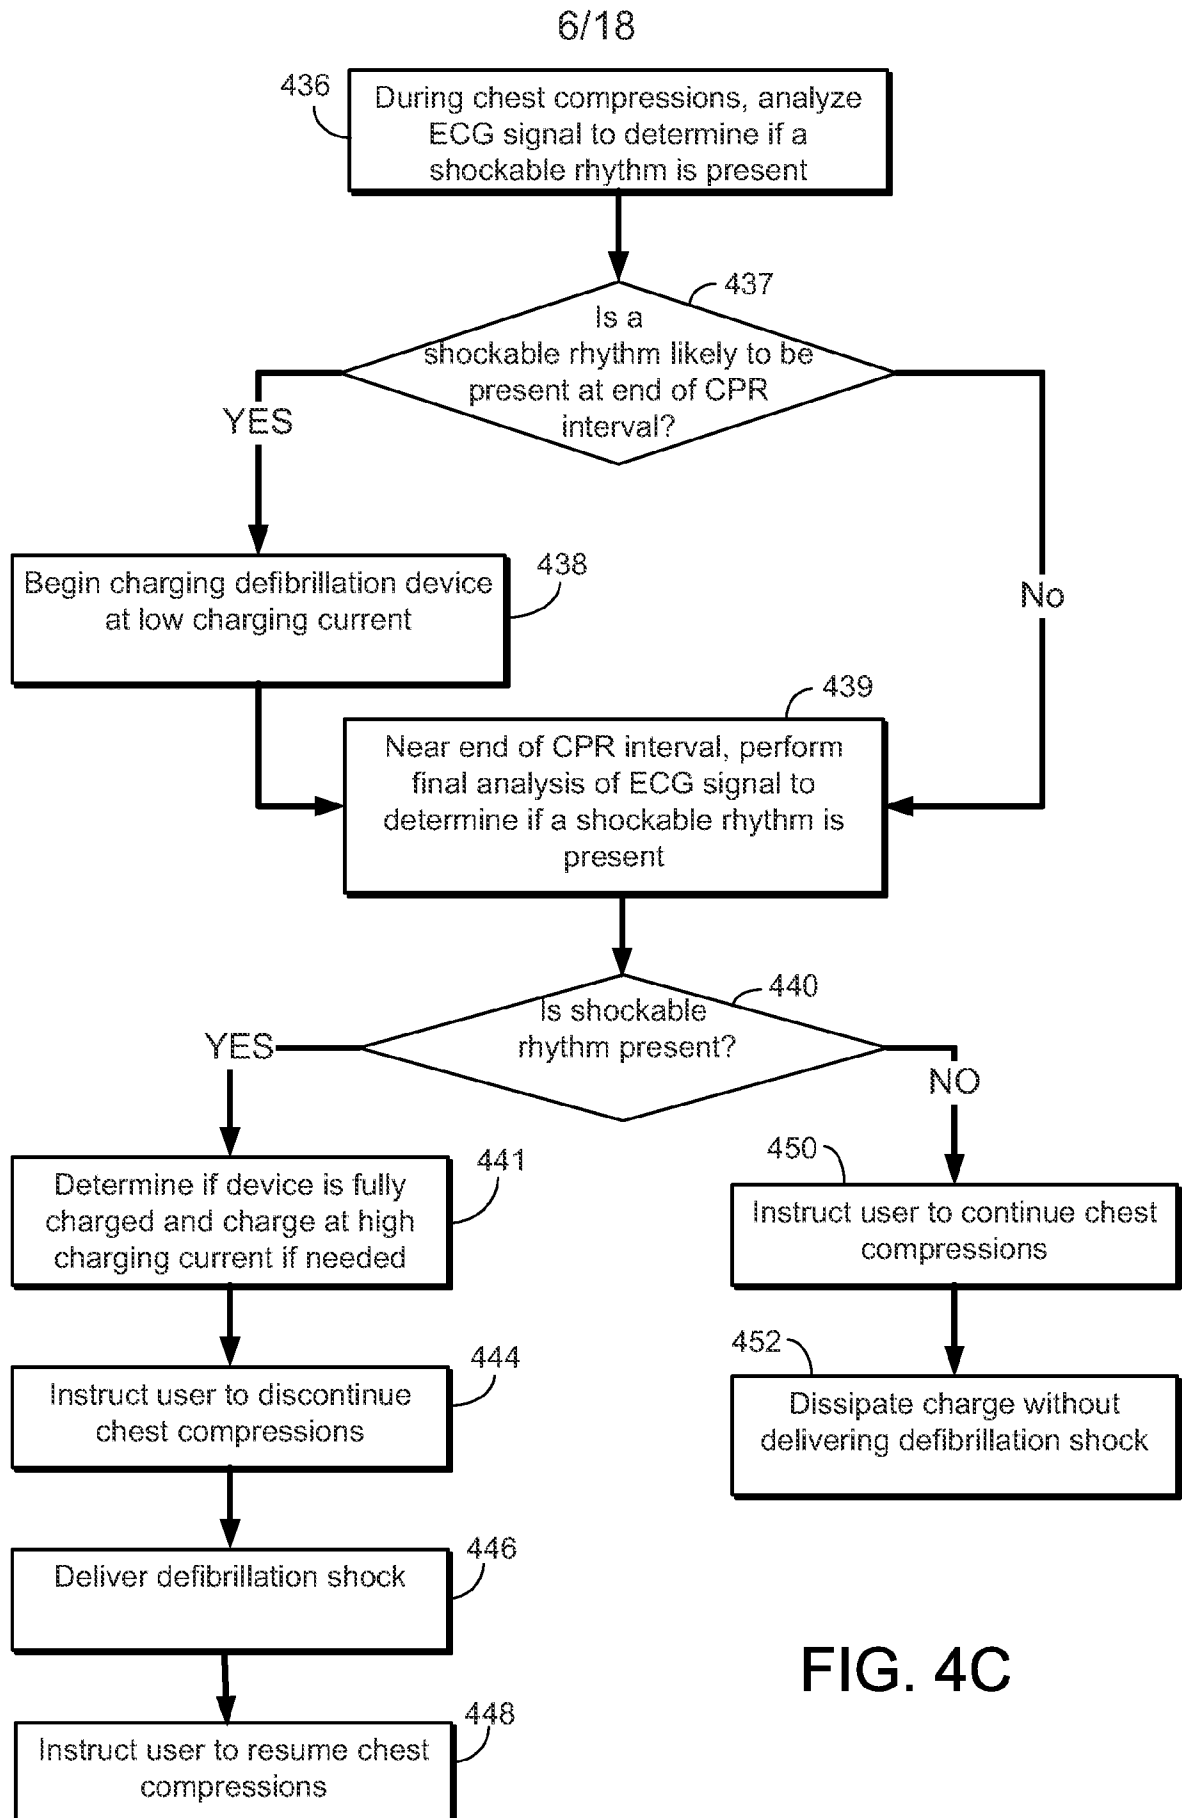 6/18
436
During chest compressions, analyze
ECG signal to determine if a
shockable rhythm is present
437
Is a
shockable rhythm likely to be
present at end of CPR
interval?
YES
No
438
Begin charging defibrillation device
at low charging current
439
Near end of CPR interval, perform
final analysis of ECG signal to
determine if a shockable rhythm is
present
440
Is shockable
rhythm present?
YES
NO
441
Determine if device is fully
charged and charge at high
charging current if needed
450
Instruct user to continue chest
compressions
444
Instruct user to discontinue
chest compressions
452
Dissipate charge without
delivering defibrillation shock
446
Deliver defibrillation shock
448
Instruct user to resume chest
compressions
FIG. 4C